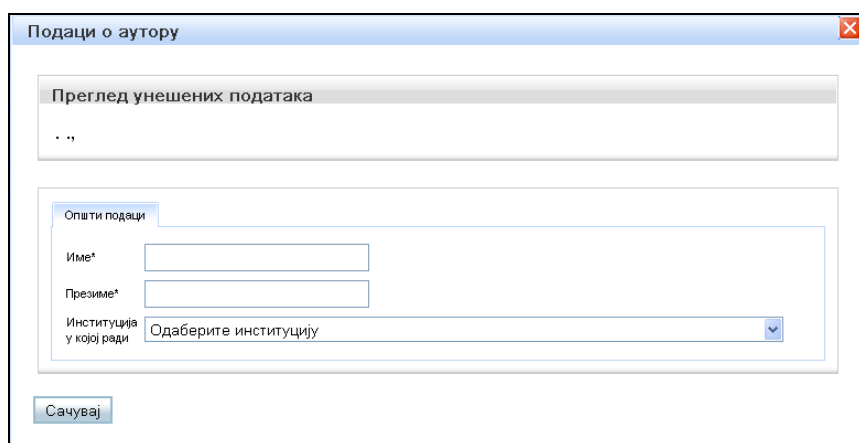 Подаци о аутору
Преглед унешених података
. .,
Општи подаци
Име*
Презиме*
Институција
у којој ради
Одаберите институцију
Сачувај